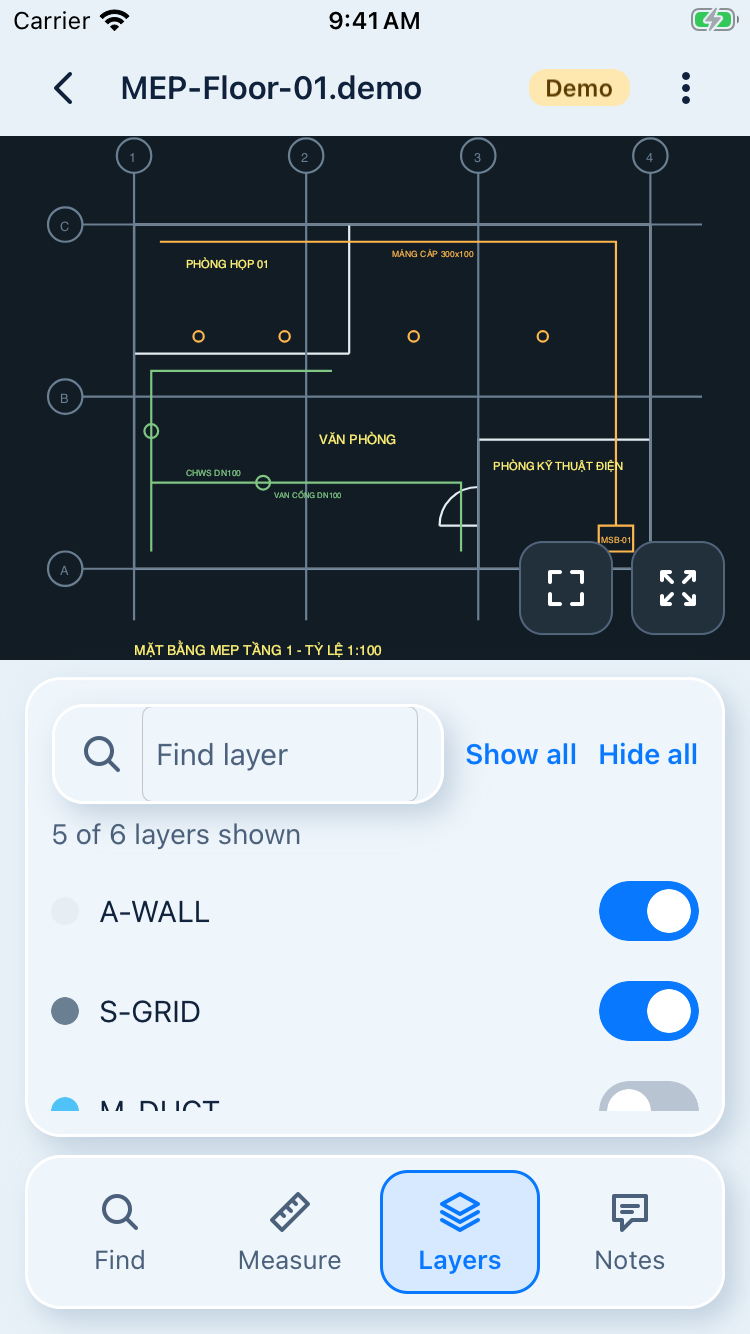 Carrier 9:41 AM
MEP-Floor-01.demo Demo
1 2 3 4
C
MÁNG CÁP 300x100
PHÒNG HỌP 01
B
VĂN PHÒNG
PHÒNG KỸ THUẬT ĐIỆN
CHWS DN100
VAN CỔNG DN100
MSB-01
A
MẶT BẰNG MEP TẦNG 1 - TỶ LỆ 1:100
Find layer Show all Hide all
5 of 6 layers shown
A-WALL
S-GRID
M-DUCT
Find Measure Layers Notes